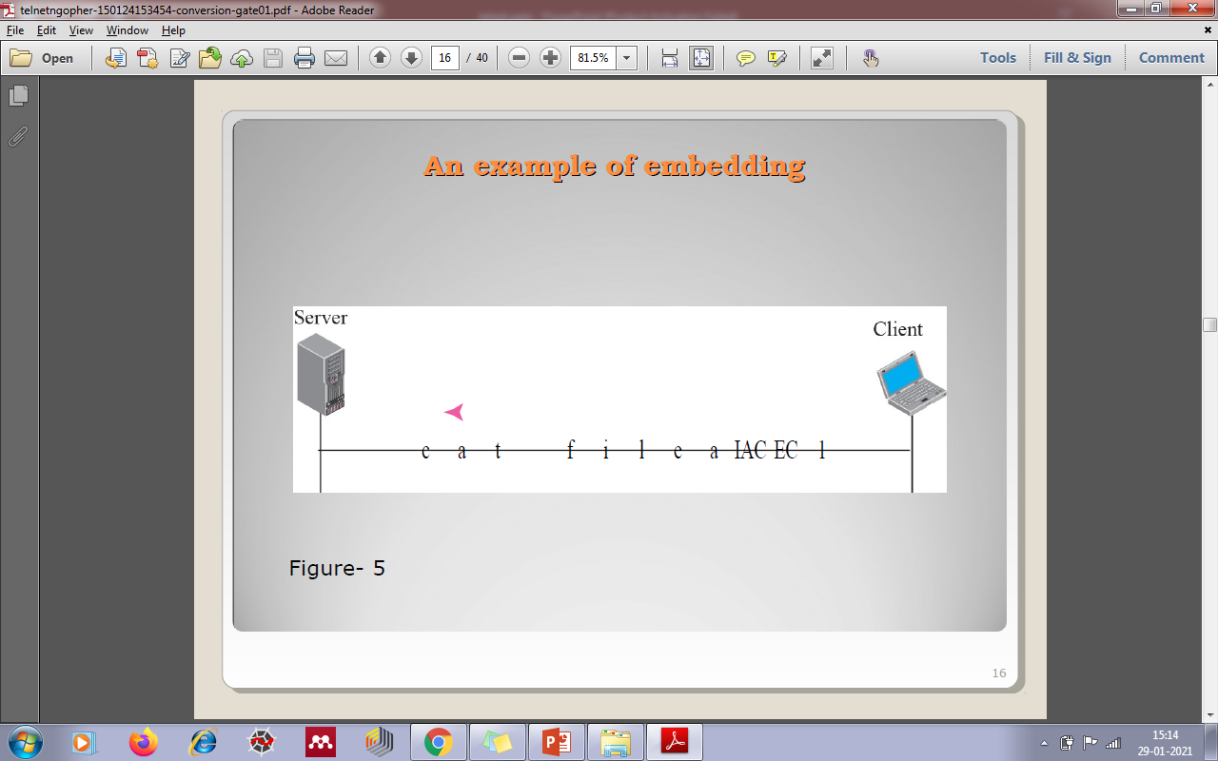 telnetngopher-150124153454-conversion-gate01.pdf - Adobe Reader
File Edit View Window Help
Open 16 / 40 81.5% Tools Fill & Sign Comment
An example of embedding
Server
Client
c a t f i l e a IAC EC 1
Figure- 5
16
15:14
29-01-2021